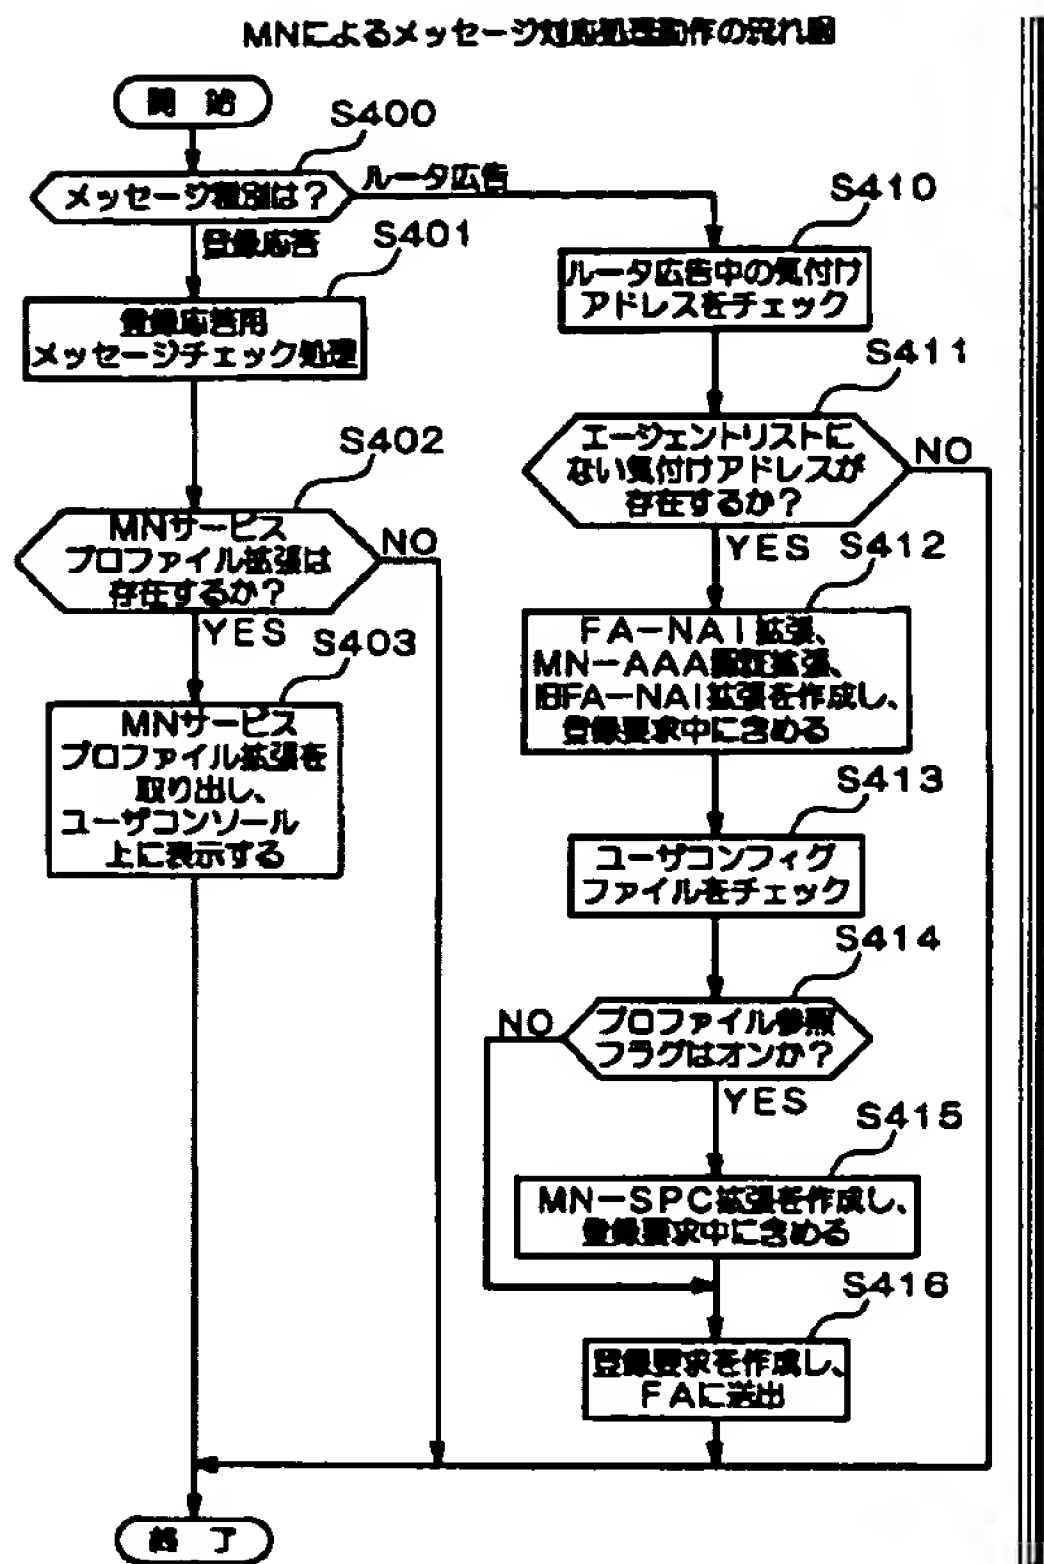 MNによるメッセージ対応処理動作の流れ図
開 始
S400
メッセージ種別は?
ルータ広告
登録応答
S401
登録応答用
メッセージチェック処理
S402
MNサービス
プロファイル拡張は
存在するか?
NO
YES
S403
MNサービス
プロファイル拡張を
取り出し、
ユーザコンソール
上に表示する
S410
ルータ広告中の気付け
アドレスをチェック
S411
エージェントリストに
ない気付けアドレスが
存在するか?
NO
YES
S412
FA-NAI拡張、
MN-AAA認証拡張、
旧FA-NAI拡張を作成し、
登録要求中に含める
S413
ユーザコンフィグ
ファイルをチェック
S414
プロファイル参照
フラグはオンか?
NO
YES
S415
MN-SPC拡張を作成し、
登録要求中に含める
S416
登録要求を作成し、
FAに送出
終 了